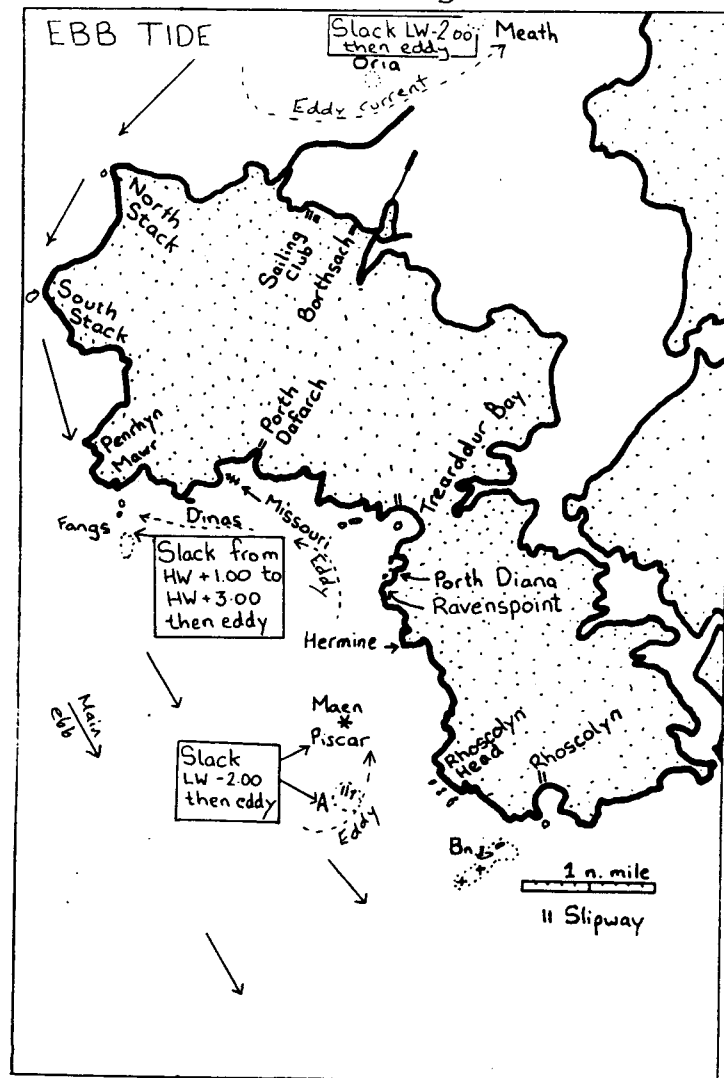 EBB TIDE
Slack LW-2.00
then eddy
Meath
Oria
Eddy current
North
Stack
South
Stack
Sailing
Club
Borthsach
Penrhyn
Mawr
Porth
Dafarch
Trearddur Bay
Fangs
Dinas
Missouri
Eddy
Slack from
HW +1.00 to
HW +3.00
then eddy
Porth Diana
Ravenspoint
Hermine
Main
ebb
Maen
Piscar
Slack
LW -2.00
then eddy
A
Eddy
Rhoscolyn
Head
Rhoscolyn
Bn
1 n. mile
Slipway